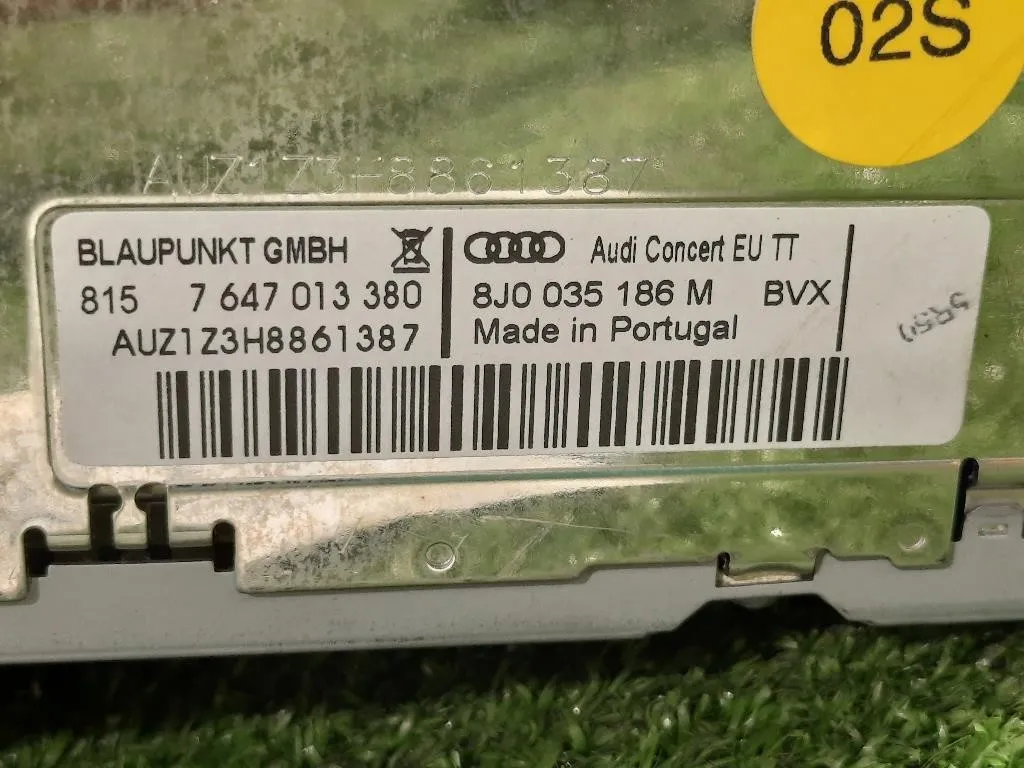 02S
AUZ1Z3H8861387
BLAUPUNKT GMBH
815 7 647 013 380
AUZ1Z3H8861387
Audi Concert EU TT
8J0 035 186 M BVX
Made in Portugal